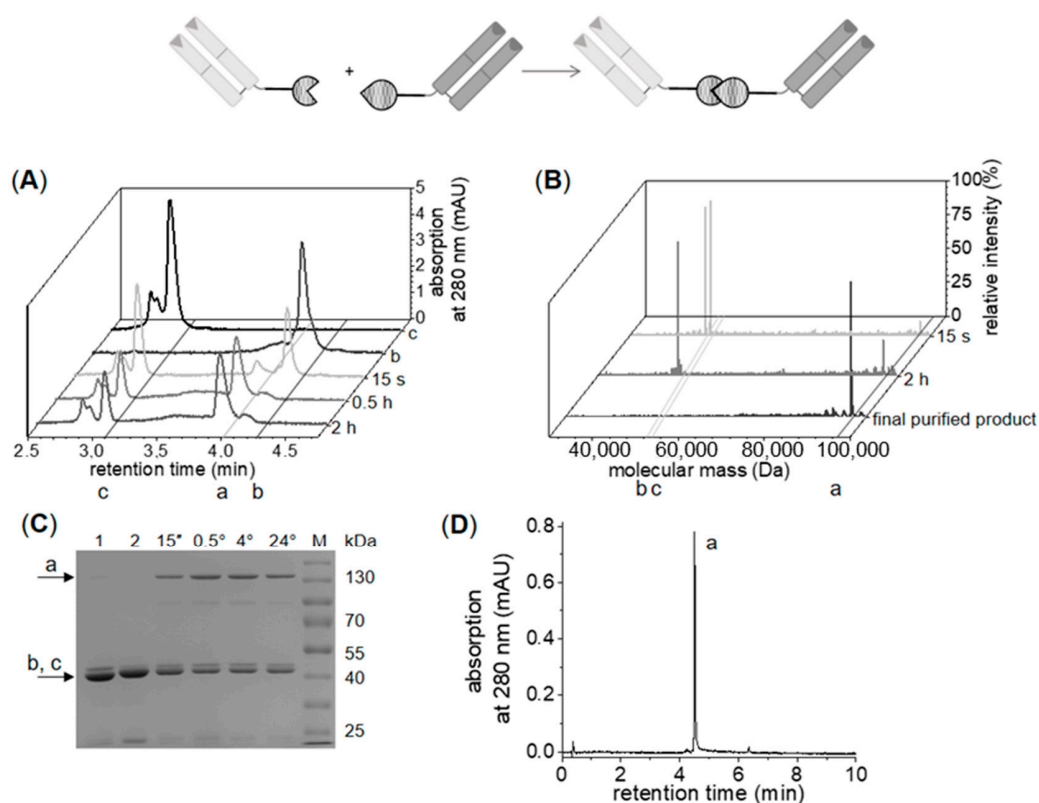 +
(A)
5
4
3
2
1
0
absorption
at 280 nm (mAU)
c
b
15 s
0.5 h
2 h
2.5 3.0 3.5 4.0 4.5
retention time (min)
c a b
(B)
100
75
50
25
0
relative intensity (%)
15 s
2 h
final purified product
40,000 60,000 80,000 100,000
molecular mass (Da)
b c a
(C)
1 2 15" 0.5° 4° 24° M kDa
a
130
70
55
b, c
40
25
(D)
0.8
0.6
0.4
0.2
0.0
absorption
at 280 nm (mAU)
a
0 2 4 6 8 10
retention time (min)